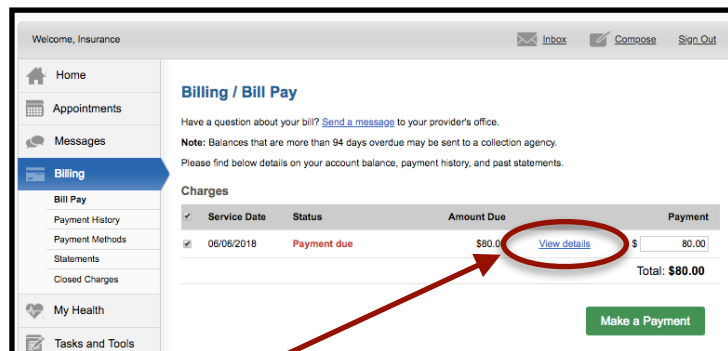 Welcome, Insurance
Inbox
Compose
Sign Out
Home
Appointments
Messages
Billing
Bill Pay
Payment History
Payment Methods
Statements
Closed Charges
My Health
Tasks and Tools
Billing / Bill Pay
Have a question about your bill? Send a message to your provider's office.
Note: Balances that are more than 94 days overdue may be sent to a collection agency.
Please find below details on your account balance, payment history, and past statements.
Charges
Service Date Status Amount Due Payment
06/06/2018 Payment due $80.0 View details $ 80.00
Total: $80.00
Make a Payment